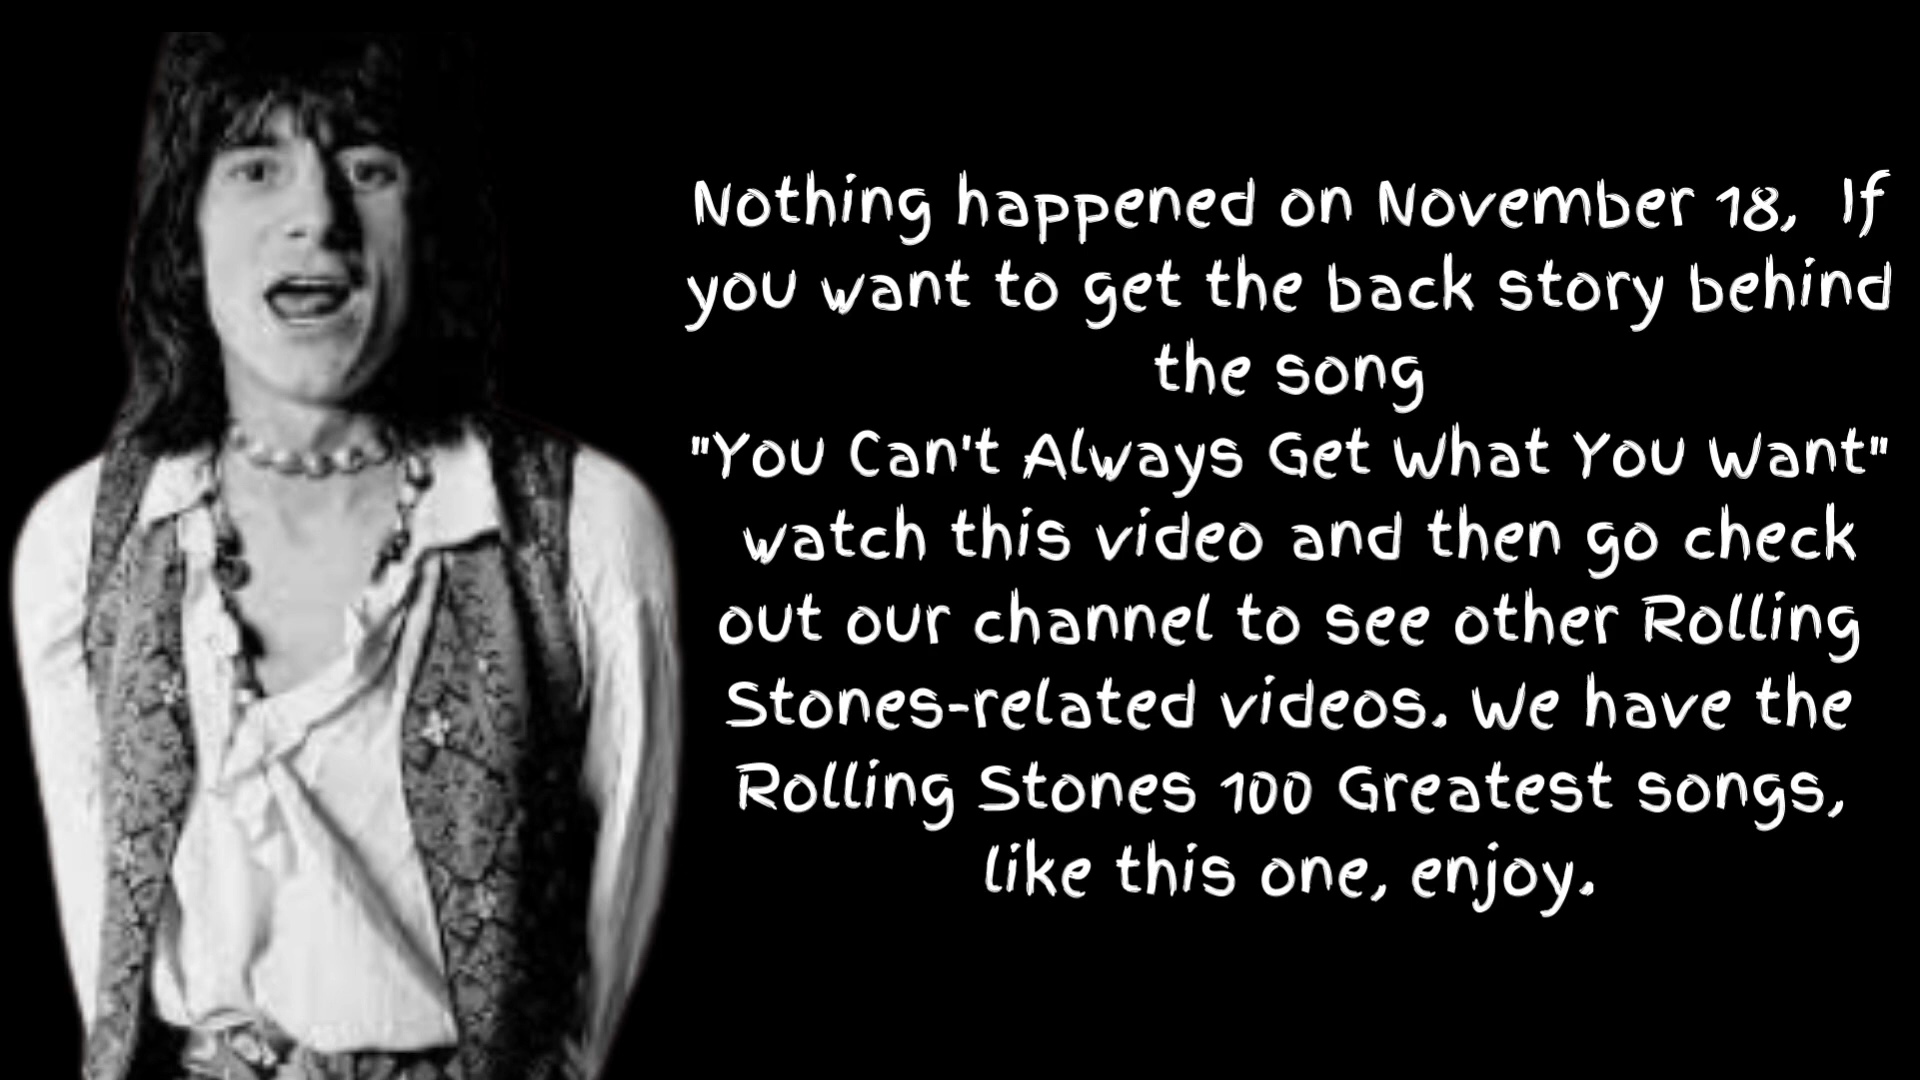 Nothing happened on November 18,  If
you want to get the back story behind
the song
"You Can't Always Get What You Want"
watch this video and then go check
out our channel to see other Rolling
Stones-related videos. We have the
Rolling Stones 100 Greatest songs,
like this one, enjoy.